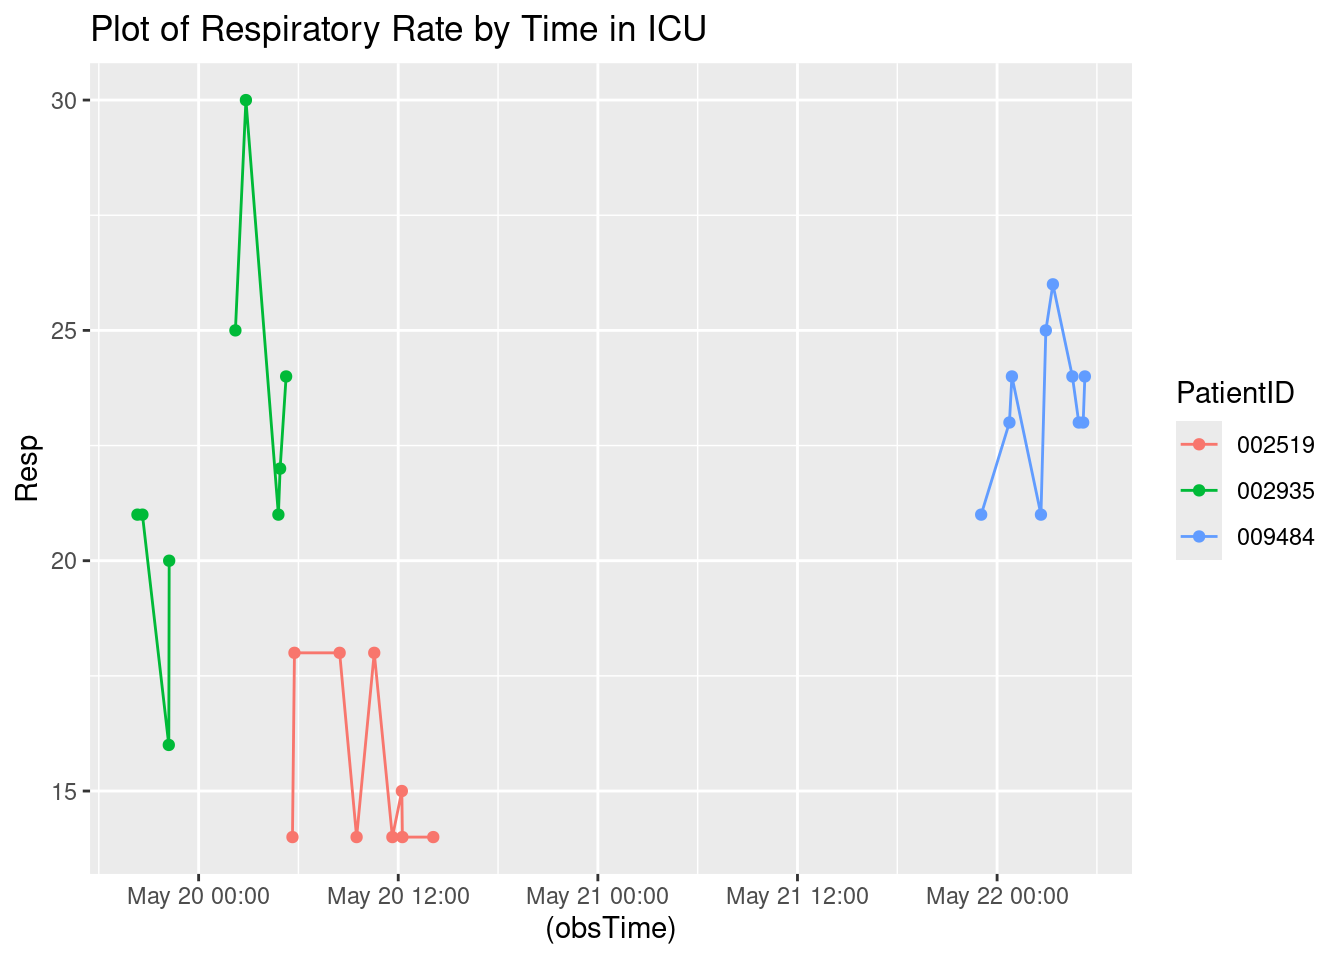 Plot of Respiratory Rate by Time in ICU
30
25
20
15
Resp
May 20 00:00
May 20 12:00
May 21 00:00
May 21 12:00
May 22 00:00
(obsTime)
PatientID
002519
002935
009484